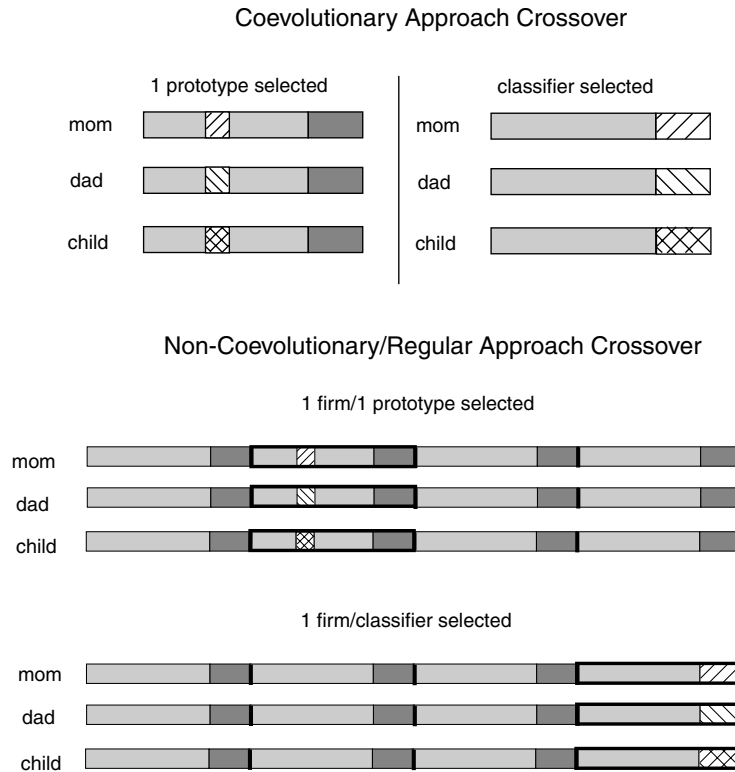 Coevolutionary Approach Crossover
1 prototype selected
mom
dad
child
classifier selected
mom
dad
child
Non-Coevolutionary/Regular Approach Crossover
1 firm/1 prototype selected
mom
dad
child
1 firm/classifier selected
mom
dad
child